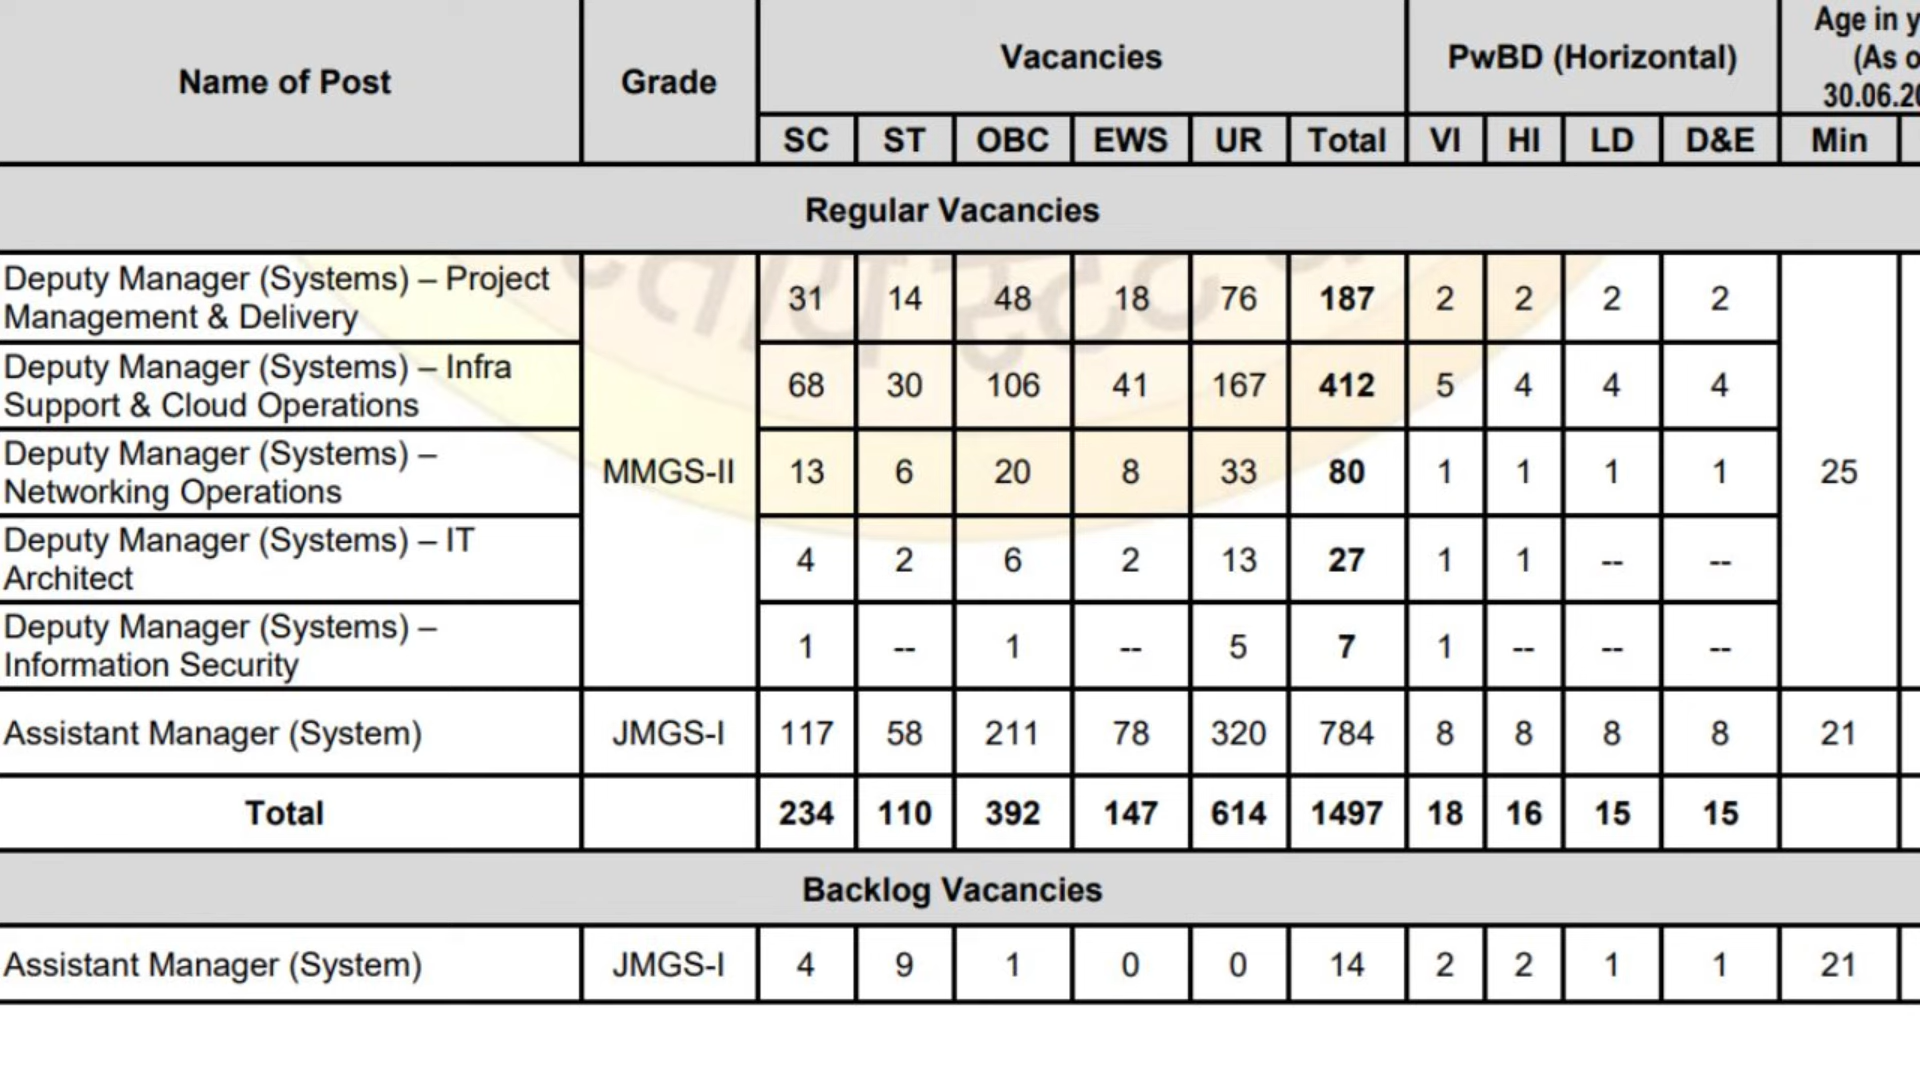 Name of Post Grade Vacancies PwBD (Horizontal) Age in y
(As o
30.06.20
SC ST OBC EWS UR Total VI HI LD D&E Min
Regular Vacancies
Deputy Manager (Systems) – Project
Management & Delivery
31 14 48 18 76 187 2 2 2 2
Deputy Manager (Systems) – Infra
Support & Cloud Operations
68 30 106 41 167 412 5 4 4 4
Deputy Manager (Systems) –
Networking Operations
MMGS-II 13 6 20 8 33 80 1 1 1 1 25
Deputy Manager (Systems) – IT
Architect
4 2 6 2 13 27 1 1 -- --
Deputy Manager (Systems) –
Information Security
1 -- 1 -- 5 7 1 -- -- --
Assistant Manager (System) JMGS-I 117 58 211 78 320 784 8 8 8 8 21
Total 234 110 392 147 614 1497 18 16 15 15
Backlog Vacancies
Assistant Manager (System) JMGS-I 4 9 1 0 0 14 2 2 1 1 21